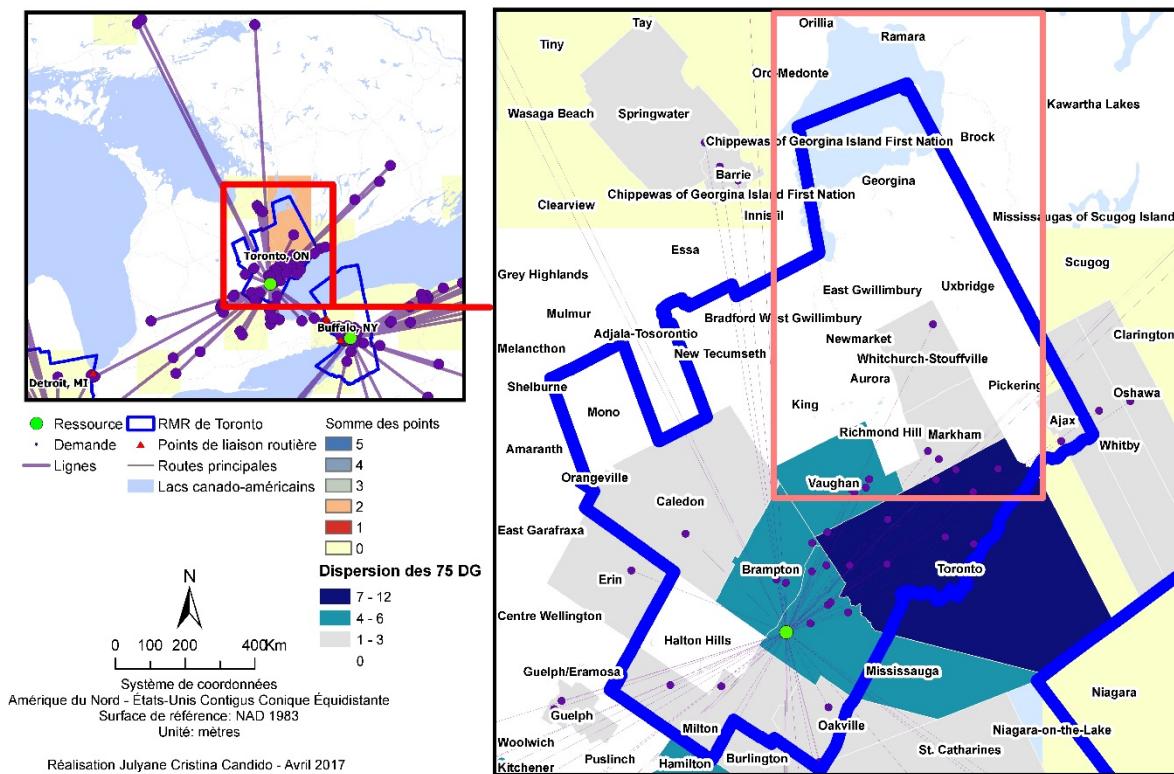 Toronto, ON
Buffalo, NY
Detroit, MI
Ressource
Demande
Lignes
RMR de Toronto
Points de liaison routière
Routes principales
Lacs canado-américains
Somme des points
5
4
3
2
1
0
Dispersion des 75 DG
7 - 12
4 - 6
1 - 3
0
N
0 100 200 400Km
Système de coordonnées
Amérique du Nord - États-Unis Contigus Conique Équidistante
Surface de référence: NAD 1983
Unité: mètres
Réalisation Julyane Cristina Candido - Avril 2017
Tay
Orillia
Tiny
Ramara
Oro-Medonte
Wasaga Beach
Springwater
Kawartha Lakes
Chippewas of Georgina Island First Nation
Brock
Barrie
Georgina
Chippewas of Georgina Island First Nation
Clearview
Innisfil
Mississaugas of Scugog Island
Essa
Scugog
Grey Highlands
East Gwillimbury
Uxbridge
Mulmur
Bradford West Gwillimbury
Adjala-Tosorontio
Newmarket
Clarington
Melancthon
New Tecumseth
Whitchurch-Stouffville
Shelburne
Aurora
Pickering
Oshawa
Mono
King
Ajax
Richmond Hill
Markham
Whitby
Amaranth
Orangeville
Vaughan
Caledon
East Garafraxa
Brampton
Toronto
Erin
Centre Wellington
Halton Hills
Guelph/Eramosa
Mississauga
Niagara
Guelph
Milton
Oakville
Niagara-on-the-Lake
Woolwich
Puslinch
Burlington
St. Catharines
Kitchener
Hamilton